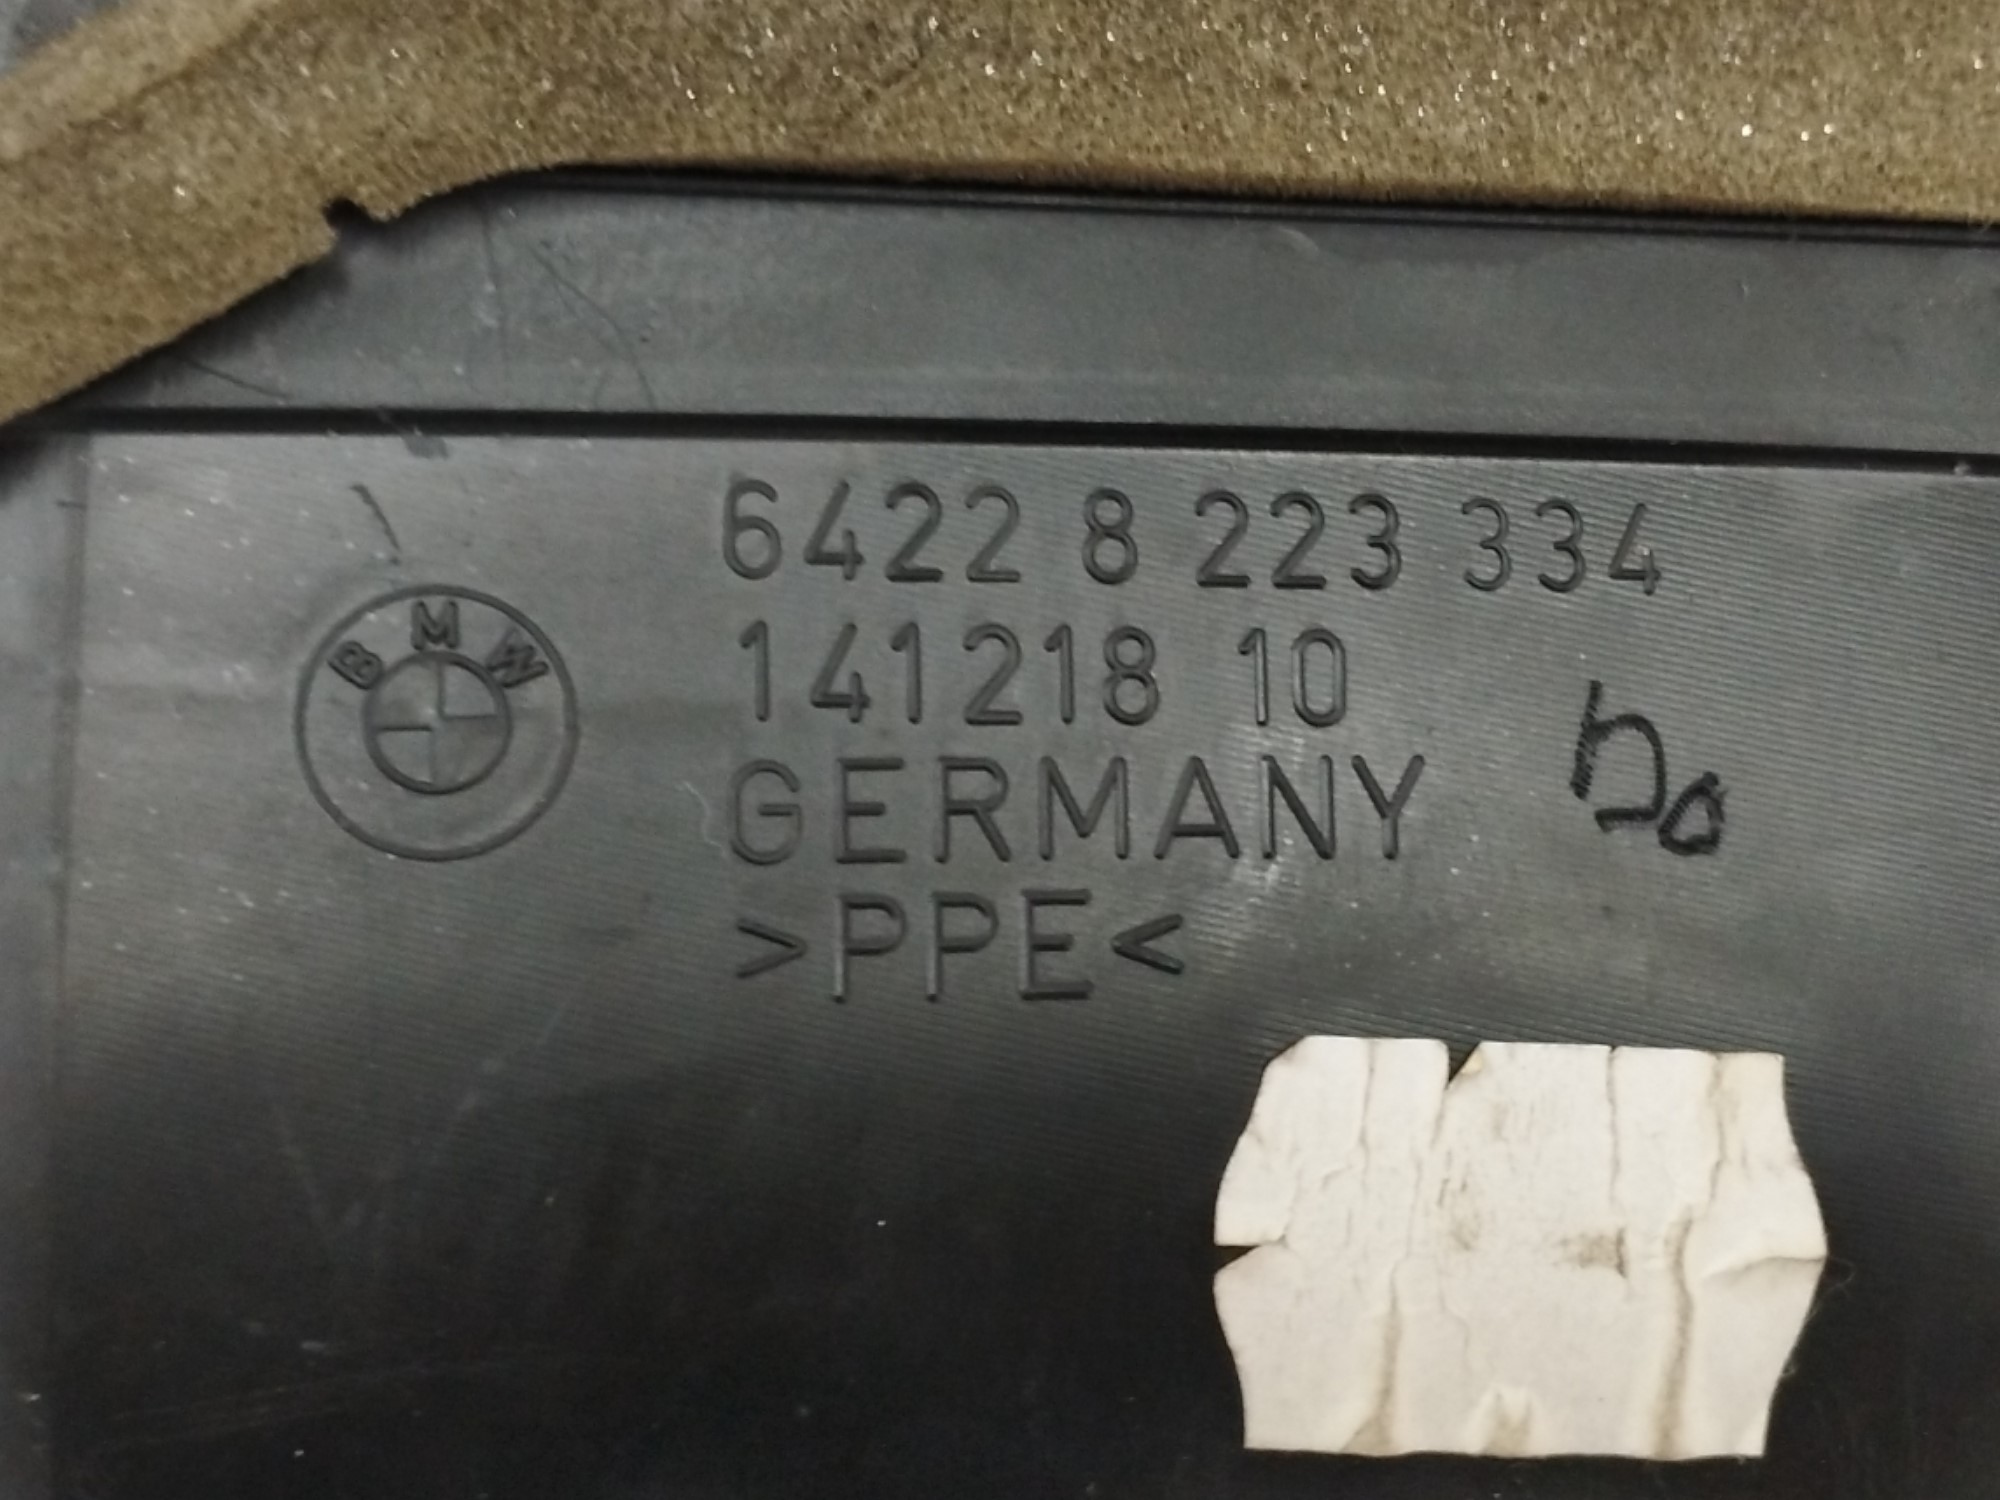 BMW
6422 8 223 334
141218 10
GERMANY
>PPE<